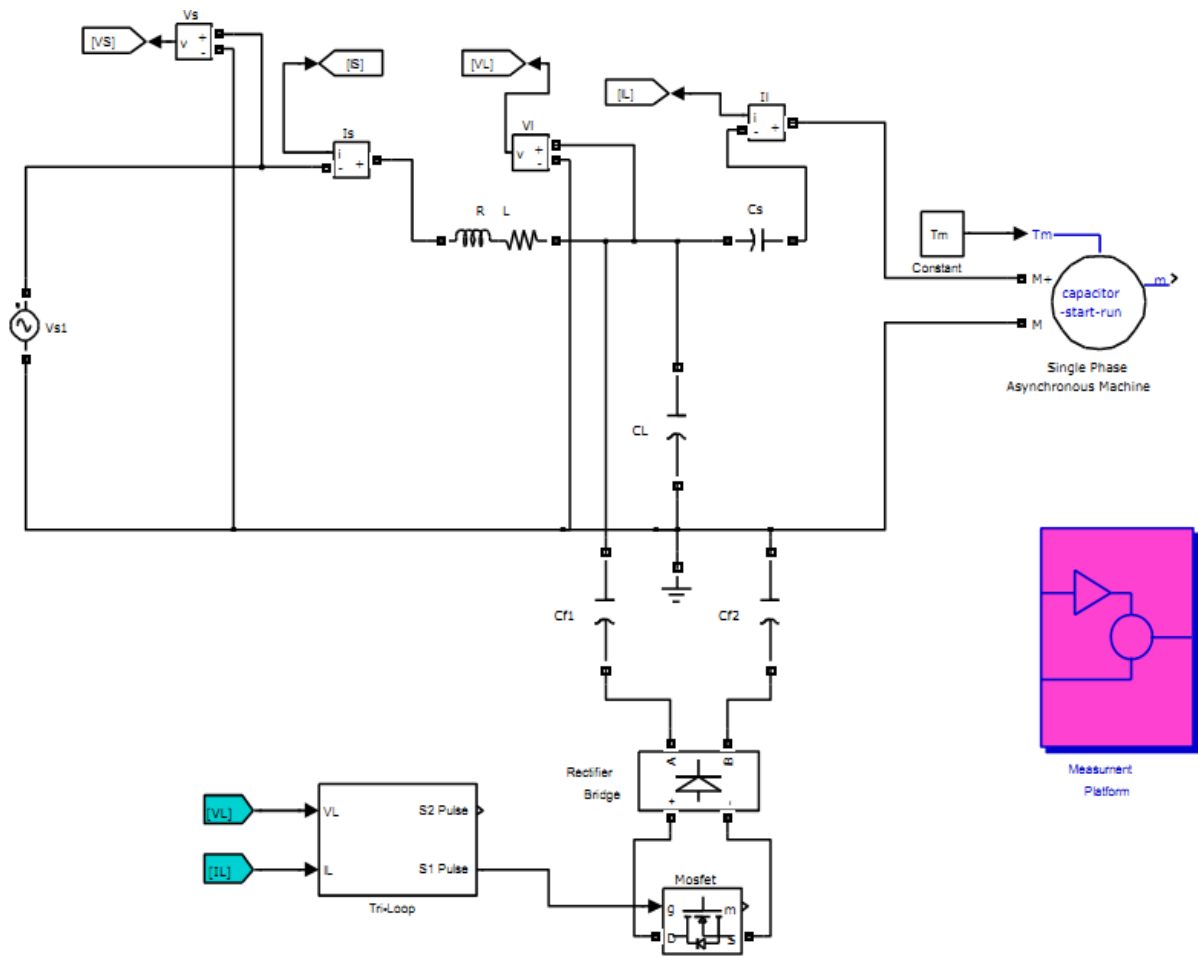 Vs
[VS]
v
+
-
[IS]
Is
i
-
+
[VL]
Vl
v
+
-
[IL]
Il
i
-
+
R L
Cs
Tm
Constant
Tm
M+
M
m
capacitor
-start-run
Single Phase
Asynchronous Machine
Vs1
CL
Cf1
Cf2
Rectifier
Bridge
A
B
+
-
Measurnent
Platform
[VL]
[IL]
VL
IL
S2 Pulse
S1 Pulse
Tri-Loop
Mosfet
g
m
D
S